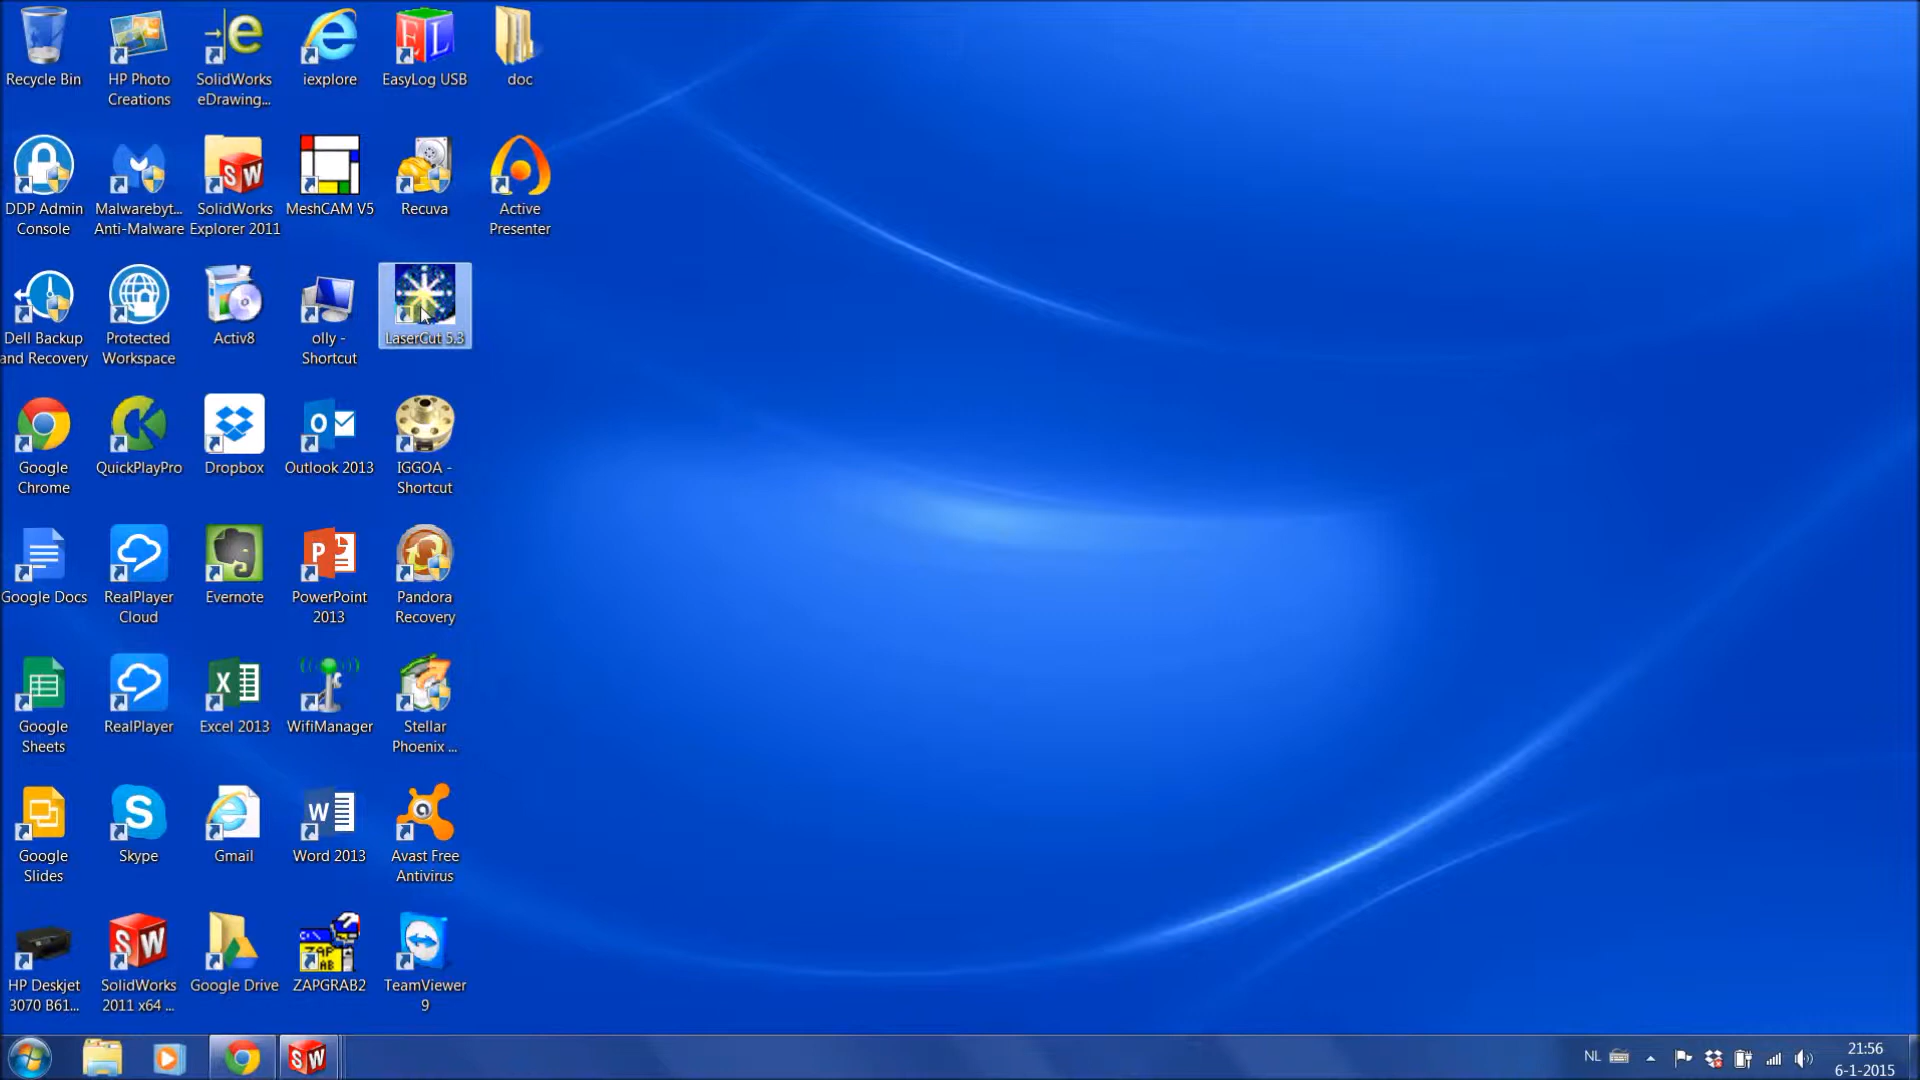 Recycle Bin
HP Photo
Creations
SolidWorks
eDrawing...
iexplore
EasyLog USB
doc
DDP Admin
Console
Malwarebyt...
Anti-Malware
SolidWorks
Explorer 2011
MeshCAM V5
Recuva
Active
Presenter
Dell Backup
and Recovery
Protected
Workspace
Activ8
olly -
Shortcut
LaserCut 5.3
Google
Chrome
QuickPlayPro
Dropbox
Outlook 2013
IGGOA -
Shortcut
Google Docs
RealPlayer
Cloud
Evernote
PowerPoint
2013
Pandora
Recovery
Google
Sheets
RealPlayer
Excel 2013
WifiManager
Stellar
Phoenix ...
Google
Slides
Skype
Gmail
Word 2013
Avast Free
Antivirus
HP Deskjet
3070 B61...
SolidWorks
2011 x64 ...
Google Drive
ZAPGRAB2
TeamViewer
9
NL
21:56
6-1-2015